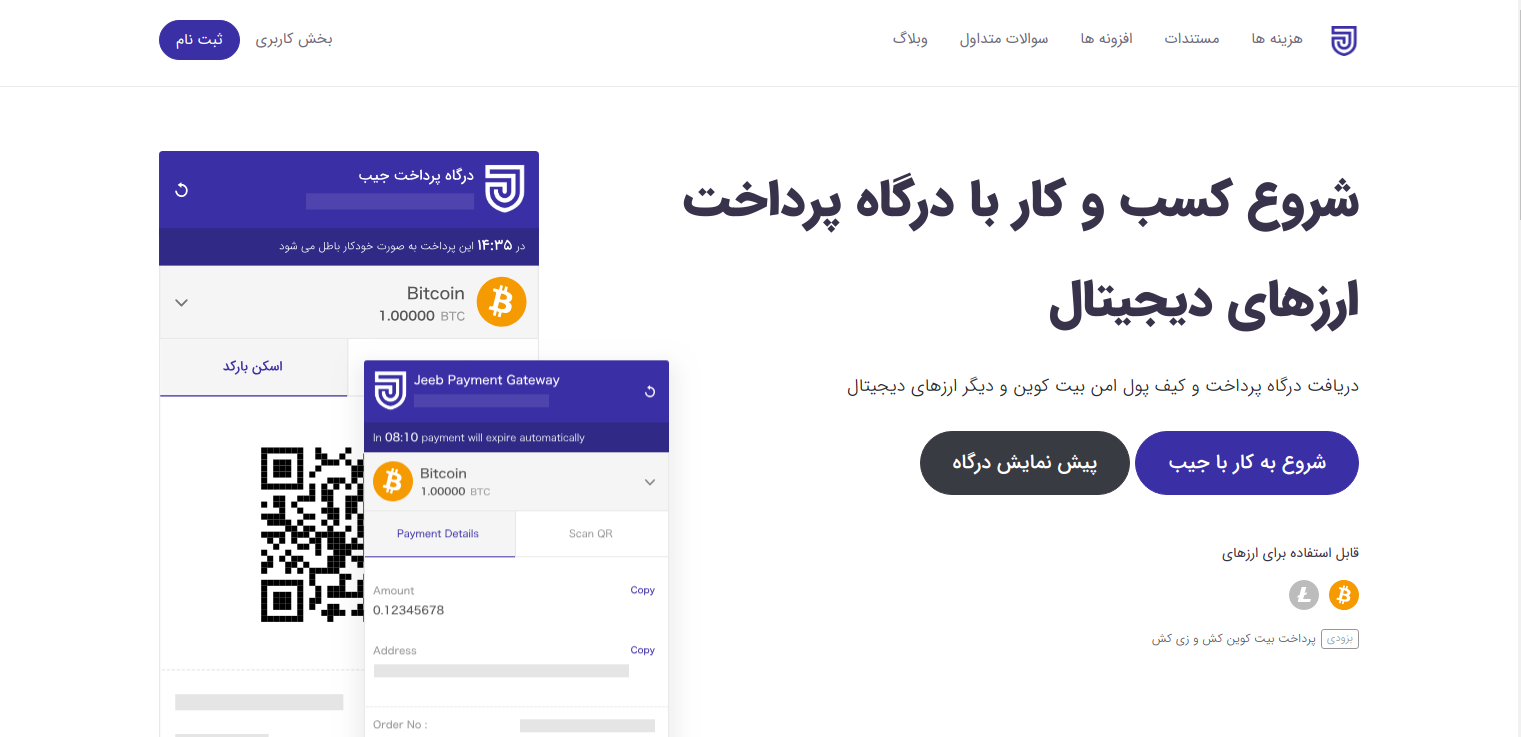 هزینه ها
مستندات
افزونه ها
سوالات متداول
وبلاگ
بخش کاربری
ثبت نام
شروع کسب و کار با درگاه پرداخت
ارزهای دیجیتال
دریافت درگاه پرداخت و کیف پول امن بیت کوین و دیگر ارزهای دیجیتال
شروع به کار با جیب
پیش نمایش درگاه
قابل استفاده برای ارزهای
بزودی پرداخت بیت کوین کش و زی کش
درگاه پرداخت جیب
در ۱۴:۳۵ این پرداخت به صورت خودکار باطل می شود
Bitcoin
1.00000 BTC
اسکن بارکد
Jeeb Payment Gateway
In 08:10 payment will expire automatically
Bitcoin
1.00000 BTC
Payment Details
Scan QR
Amount
Copy
0.12345678
Address
Copy
Order No :